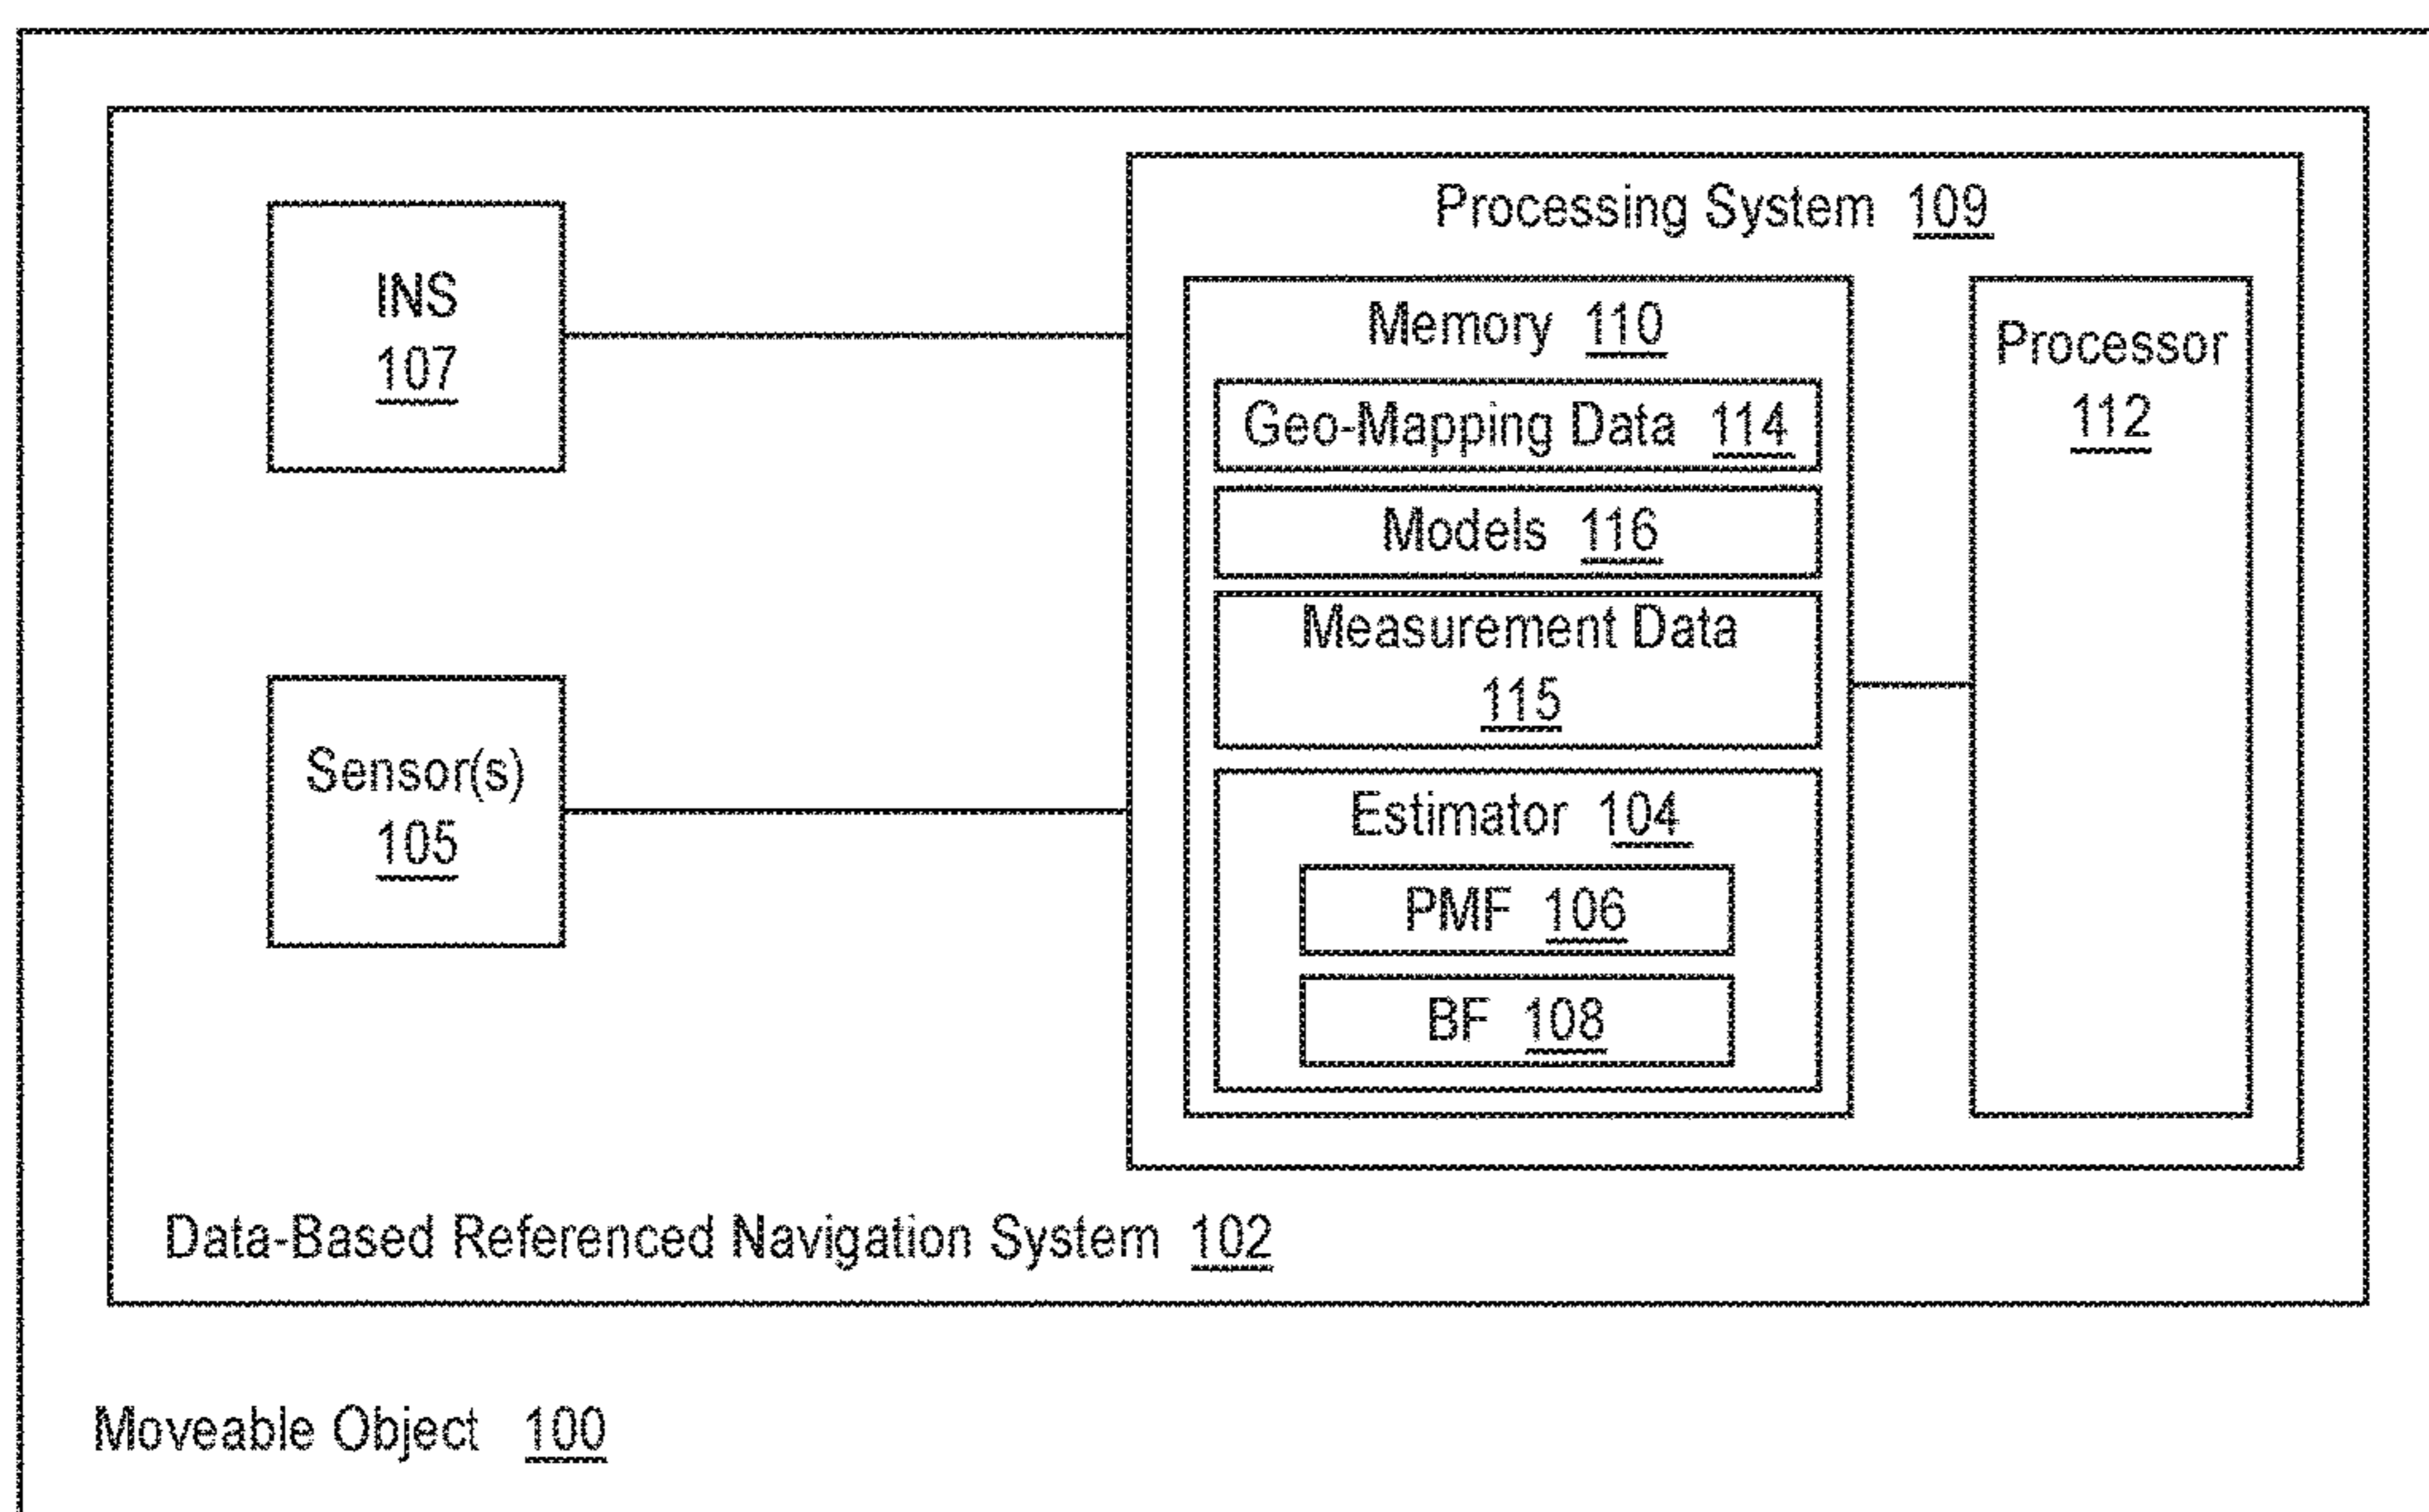 Processing System 109
INS
107
Memory 110
Processor
112
Geo-Mapping Data 114
Models 116
Measurement Data
115
Sensor(s)
105
Estimator 104
PMF 106
BF 108
Data-Based Referenced Navigation System 102
Moveable Object 100